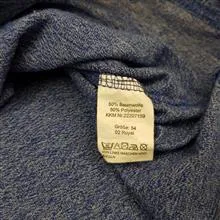 50% Baumwolle
50% Polyester
KKM.Nr.22207159
Größe: 54
02 Royal